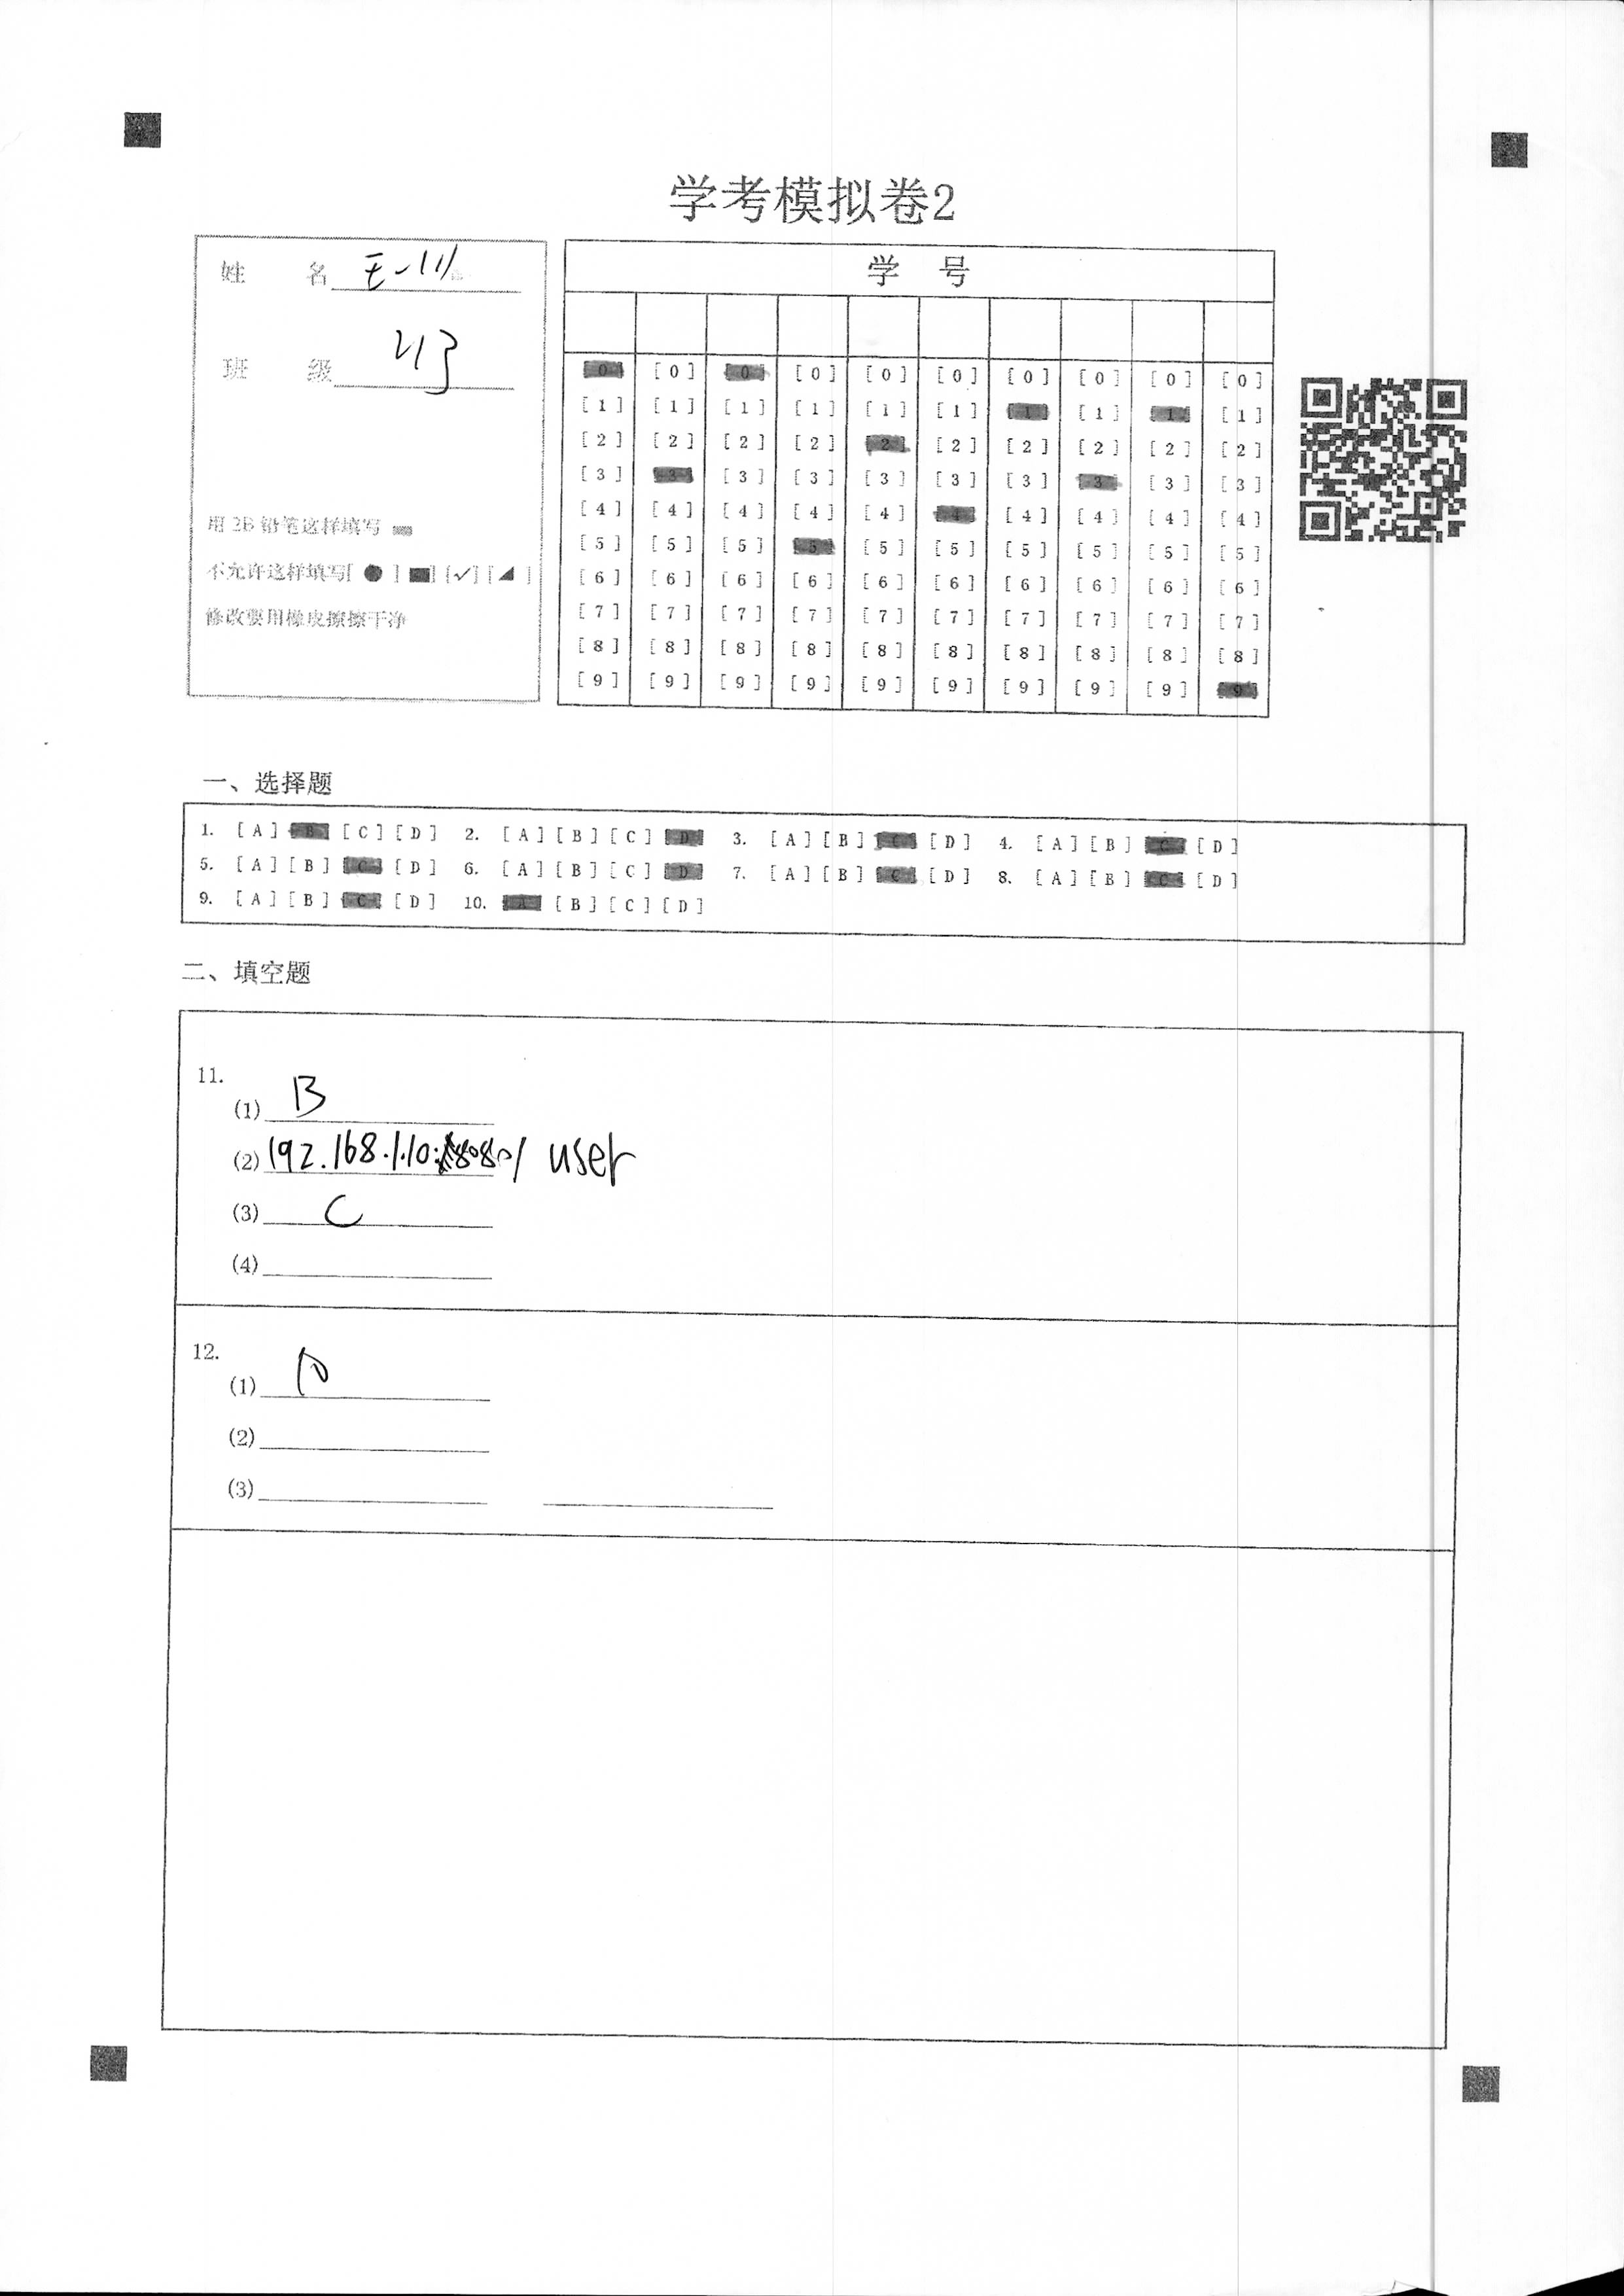 学考模拟卷2
姓 名 王一川
班 级 213
用 2B 铅笔这样填写
不允许这样填写[ ● ] [■] [✓] [◢ ]
修改要用橡皮擦擦干净
学 号
[0] [0] [0] [0] [0] [0] [0] [0] [0] [0]
[1] [1] [1] [1] [1] [1] [1] [1] [1] [1]
[2] [2] [2] [2] [2] [2] [2] [2] [2] [2]
[3] [3] [3] [3] [3] [3] [3] [3] [3] [3]
[4] [4] [4] [4] [4] [4] [4] [4] [4] [4]
[5] [5] [5] [5] [5] [5] [5] [5] [5] [5]
[6] [6] [6] [6] [6] [6] [6] [6] [6] [6]
[7] [7] [7] [7] [7] [7] [7] [7] [7] [7]
[8] [8] [8] [8] [8] [8] [8] [8] [8] [8]
[9] [9] [9] [9] [9] [9] [9] [9] [9] [9]
一、选择题
1. [A] [B] [C] [D] 2. [A] [B] [C] [D] 3. [A] [B] [C] [D] 4. [A] [B] [C] [D]
5. [A] [B] [C] [D] 6. [A] [B] [C] [D] 7. [A] [B] [C] [D] 8. [A] [B] [C] [D]
9. [A] [B] [C] [D] 10. [A] [B] [C] [D]
二、填空题
11.
(1) B
(2) 192.168.1.10:8080/ user
(3) C
(4)
12.
(1)
(2)
(3)